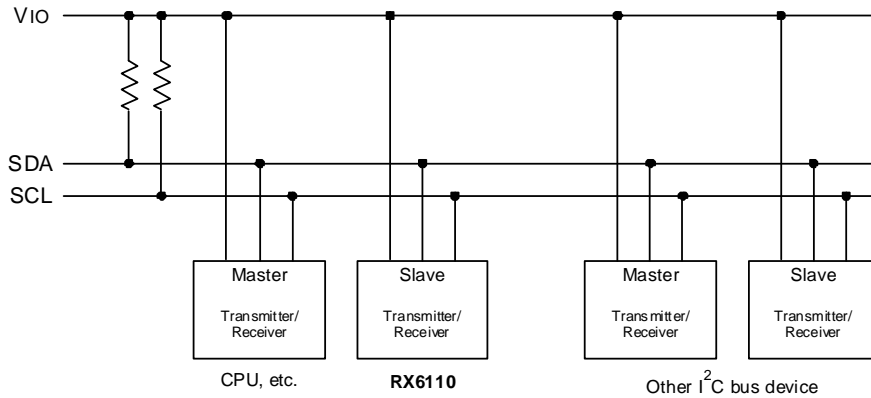 VIO
SDA
SCL
Master
Transmitter/
Receiver
Slave
Transmitter/
Receiver
Master
Transmitter/
Receiver
Slave
Transmitter/
Receiver
CPU, etc.
RX6110
Other I²C bus device